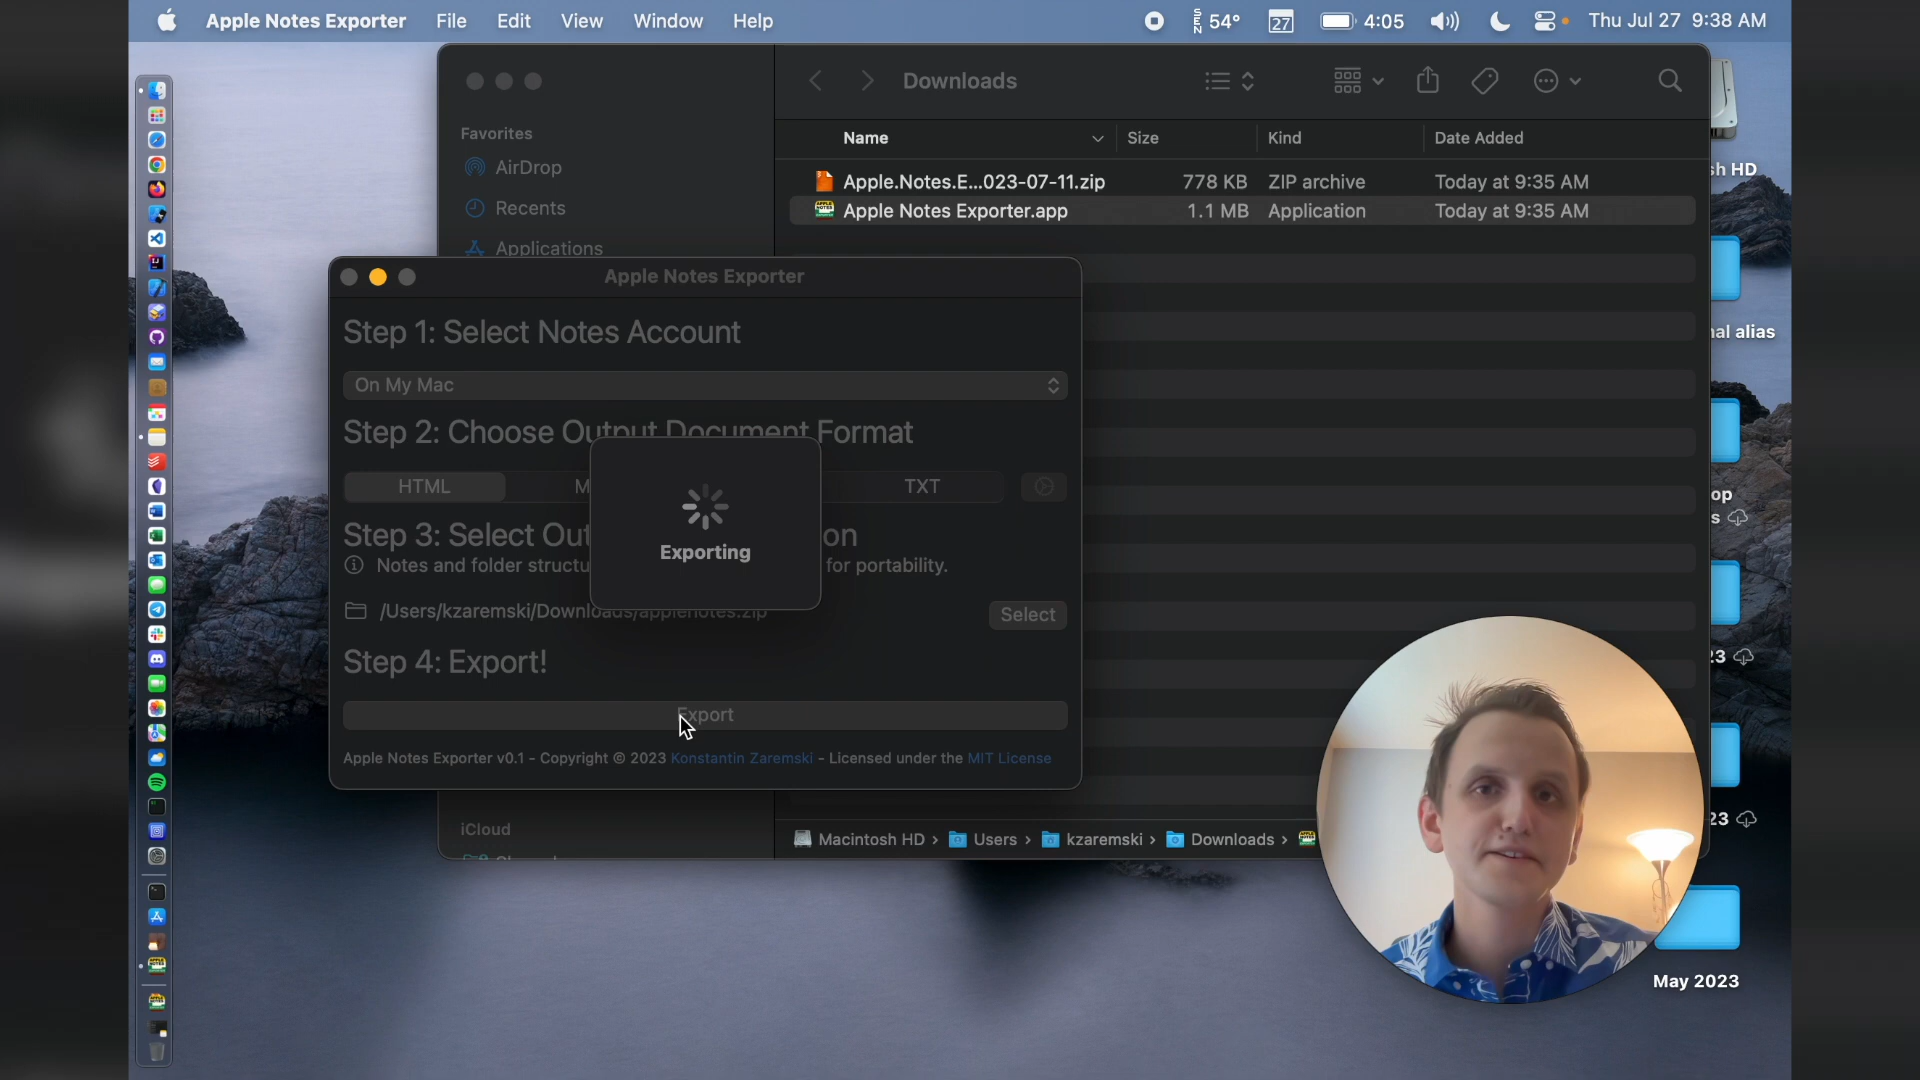 Apple Notes Exporter File Edit View Window Help
SEN 54° 27 4:05 Thu Jul 27 9:38 AM
Downloads
Favorites
AirDrop
Recents
Applications
Name Size Kind Date Added
Apple.Notes.E...023-07-11.zip 778 KB ZIP archive Today at 9:35 AM
Apple Notes Exporter.app 1.1 MB Application Today at 9:35 AM
sh HD
nal alias
op
s
23
23
May 2023
Apple Notes Exporter
Step 1: Select Notes Account
On My Mac
Step 2: Choose Output Document Format
HTML M TXT
Exporting
Step 3: Select Out on
Notes and folder structu for portability.
/Users/kzaremski/Downloads/applenotes.zip Select
Step 4: Export!
Export
Apple Notes Exporter v0.1 - Copyright © 2023 Konstantin Zaremski - Licensed under the MIT License
iCloud
Macintosh HD › Users › kzaremski › Downloads ›